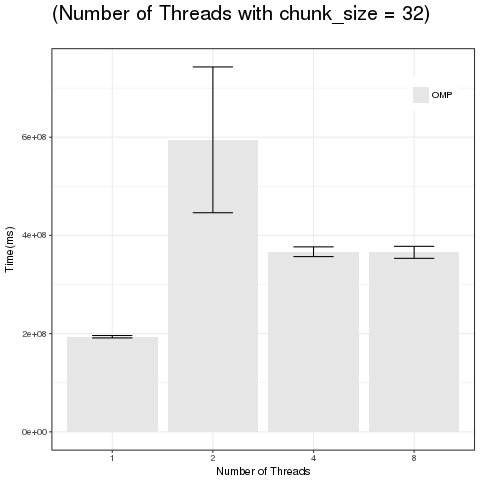 (Number of Threads with chunk_size = 32)
OMP
6e+08
4e+08
2e+08
0e+00
Time(ms)
1 2 4 8
Number of Threads